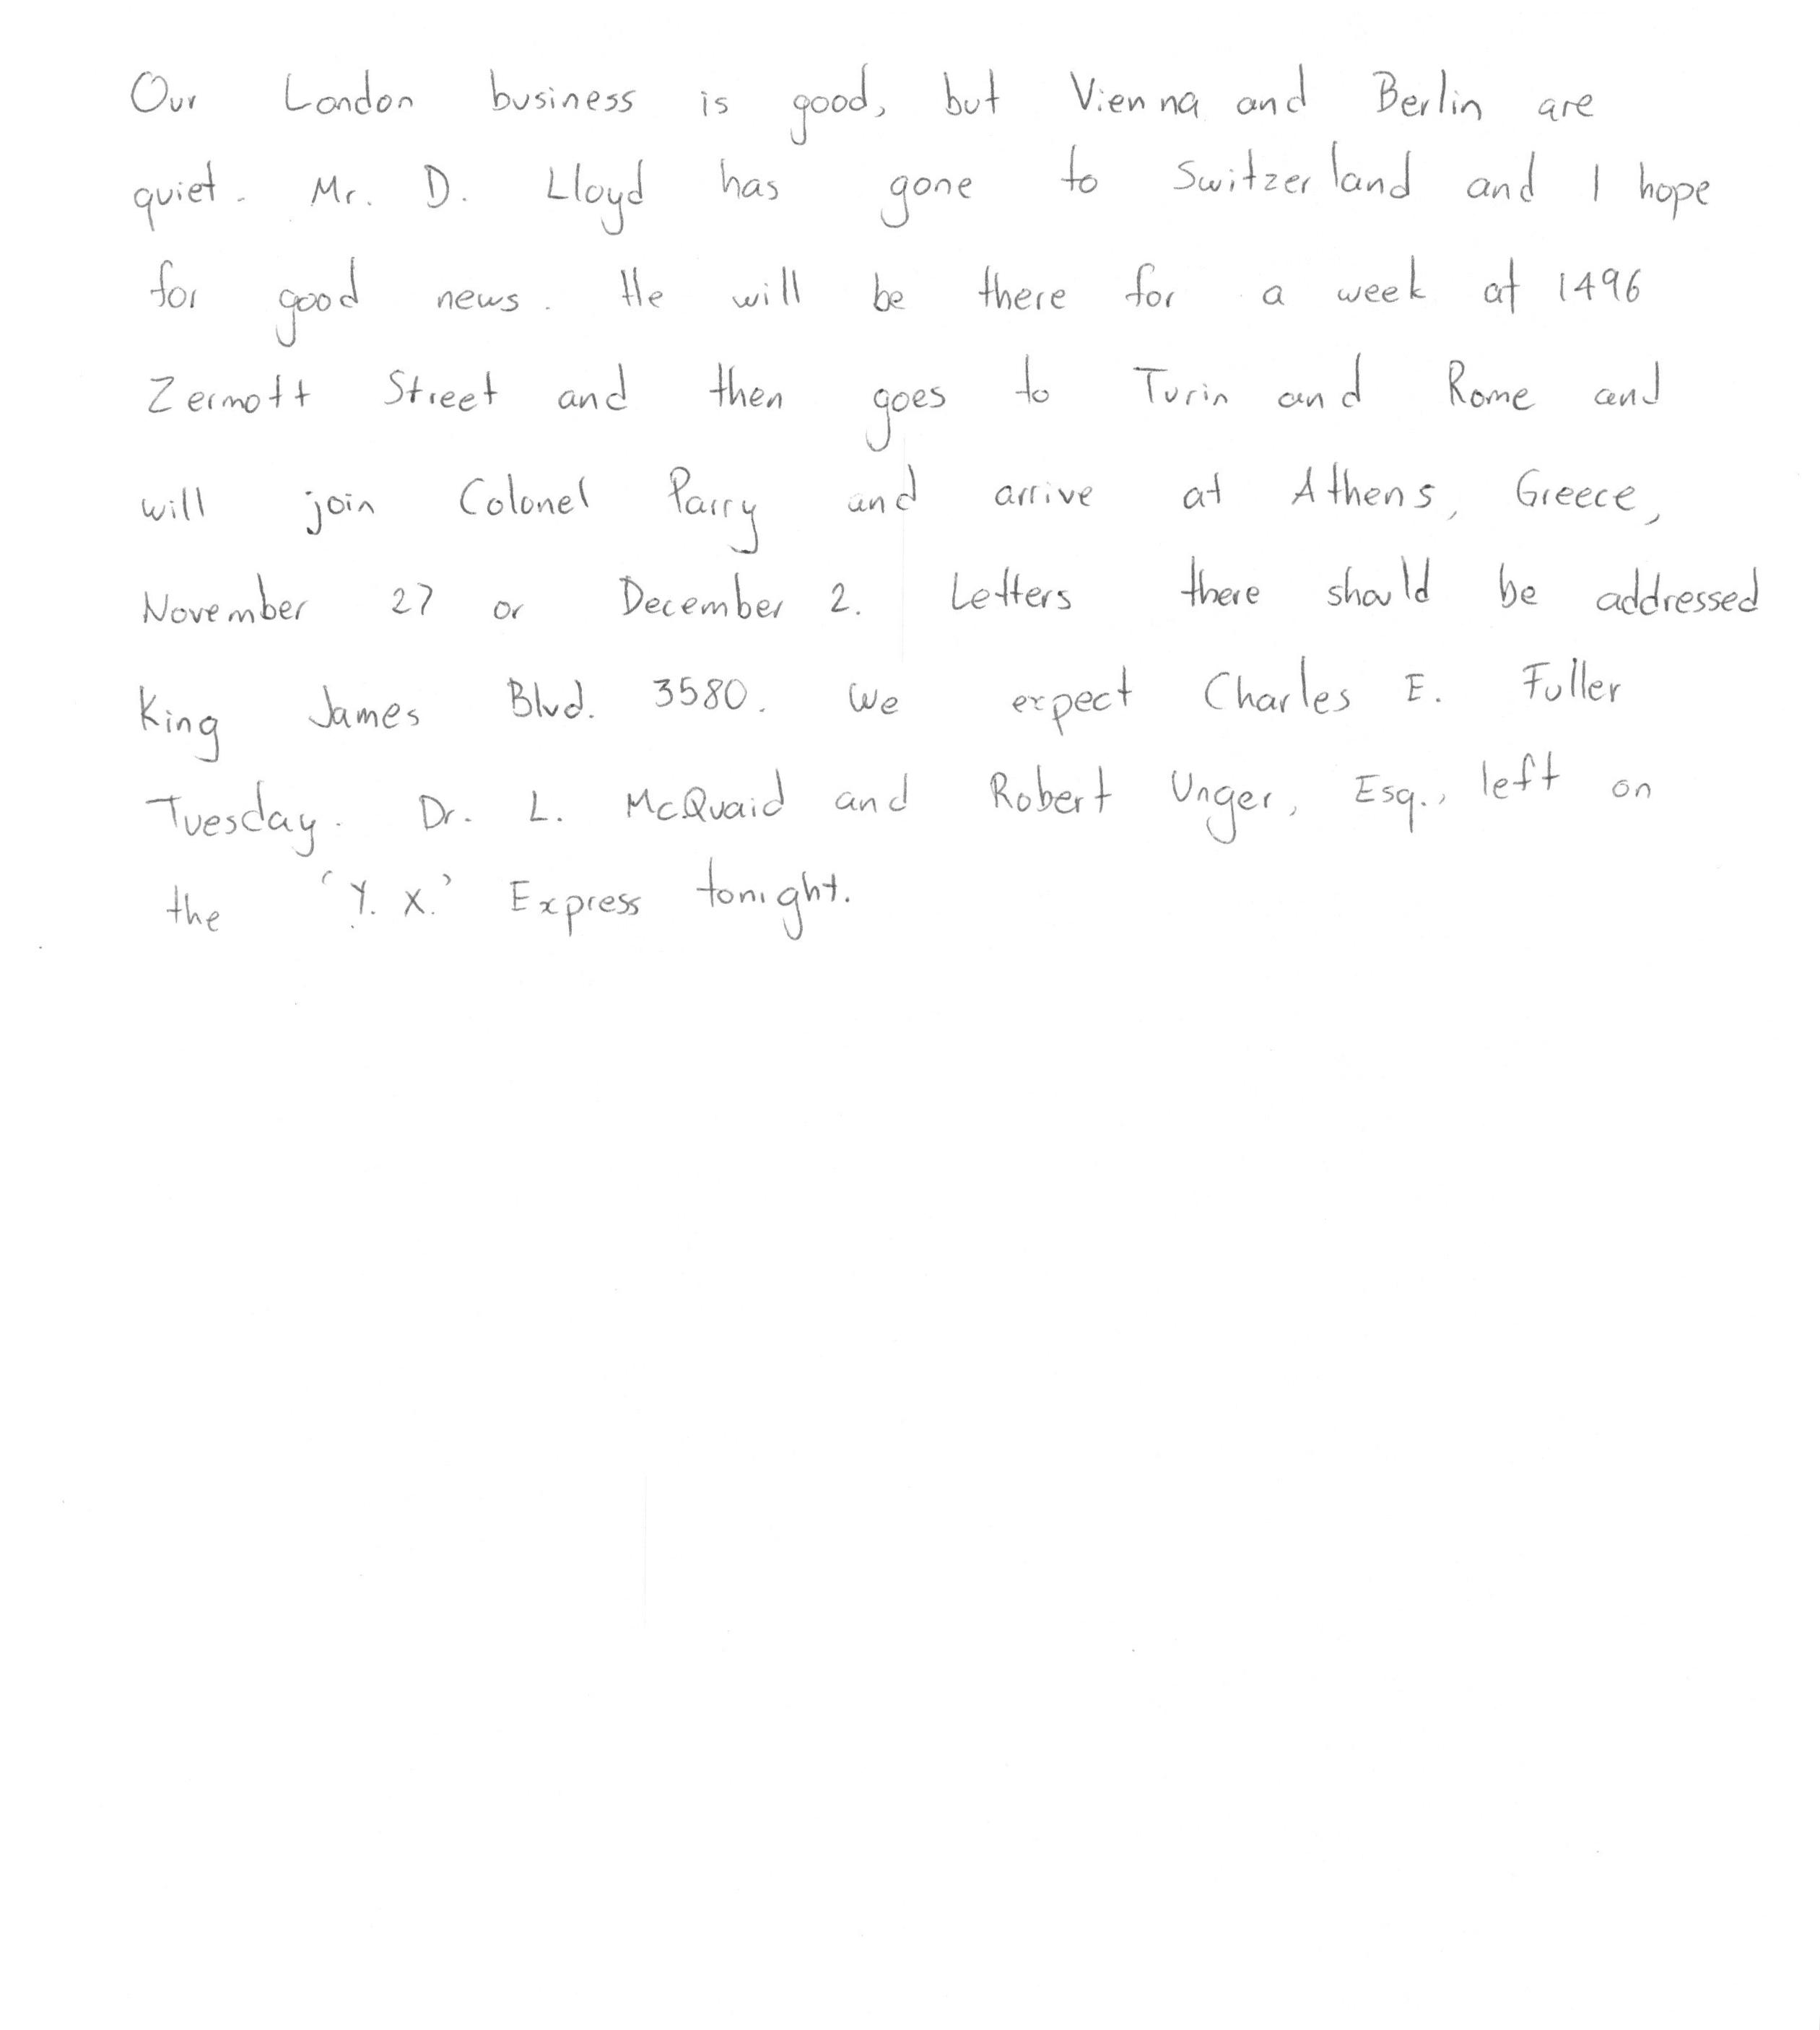 Our London business is good, but Vienna and Berlin are
quiet. Mr. D. Lloyd has gone to Switzerland and I hope
for good news. He will be there for a week at 1496
Zermott Street and then goes to Turin and Rome and
will join Colonel Parry and arrive at Athens, Greece,
November 27 or December 2. Letters there should be addressed
King James Blvd. 3580. We expect Charles E. Fuller
Tuesday. Dr. L. McQuaid and Robert Unger, Esq., left on
the 'Y. X.' Express tonight.